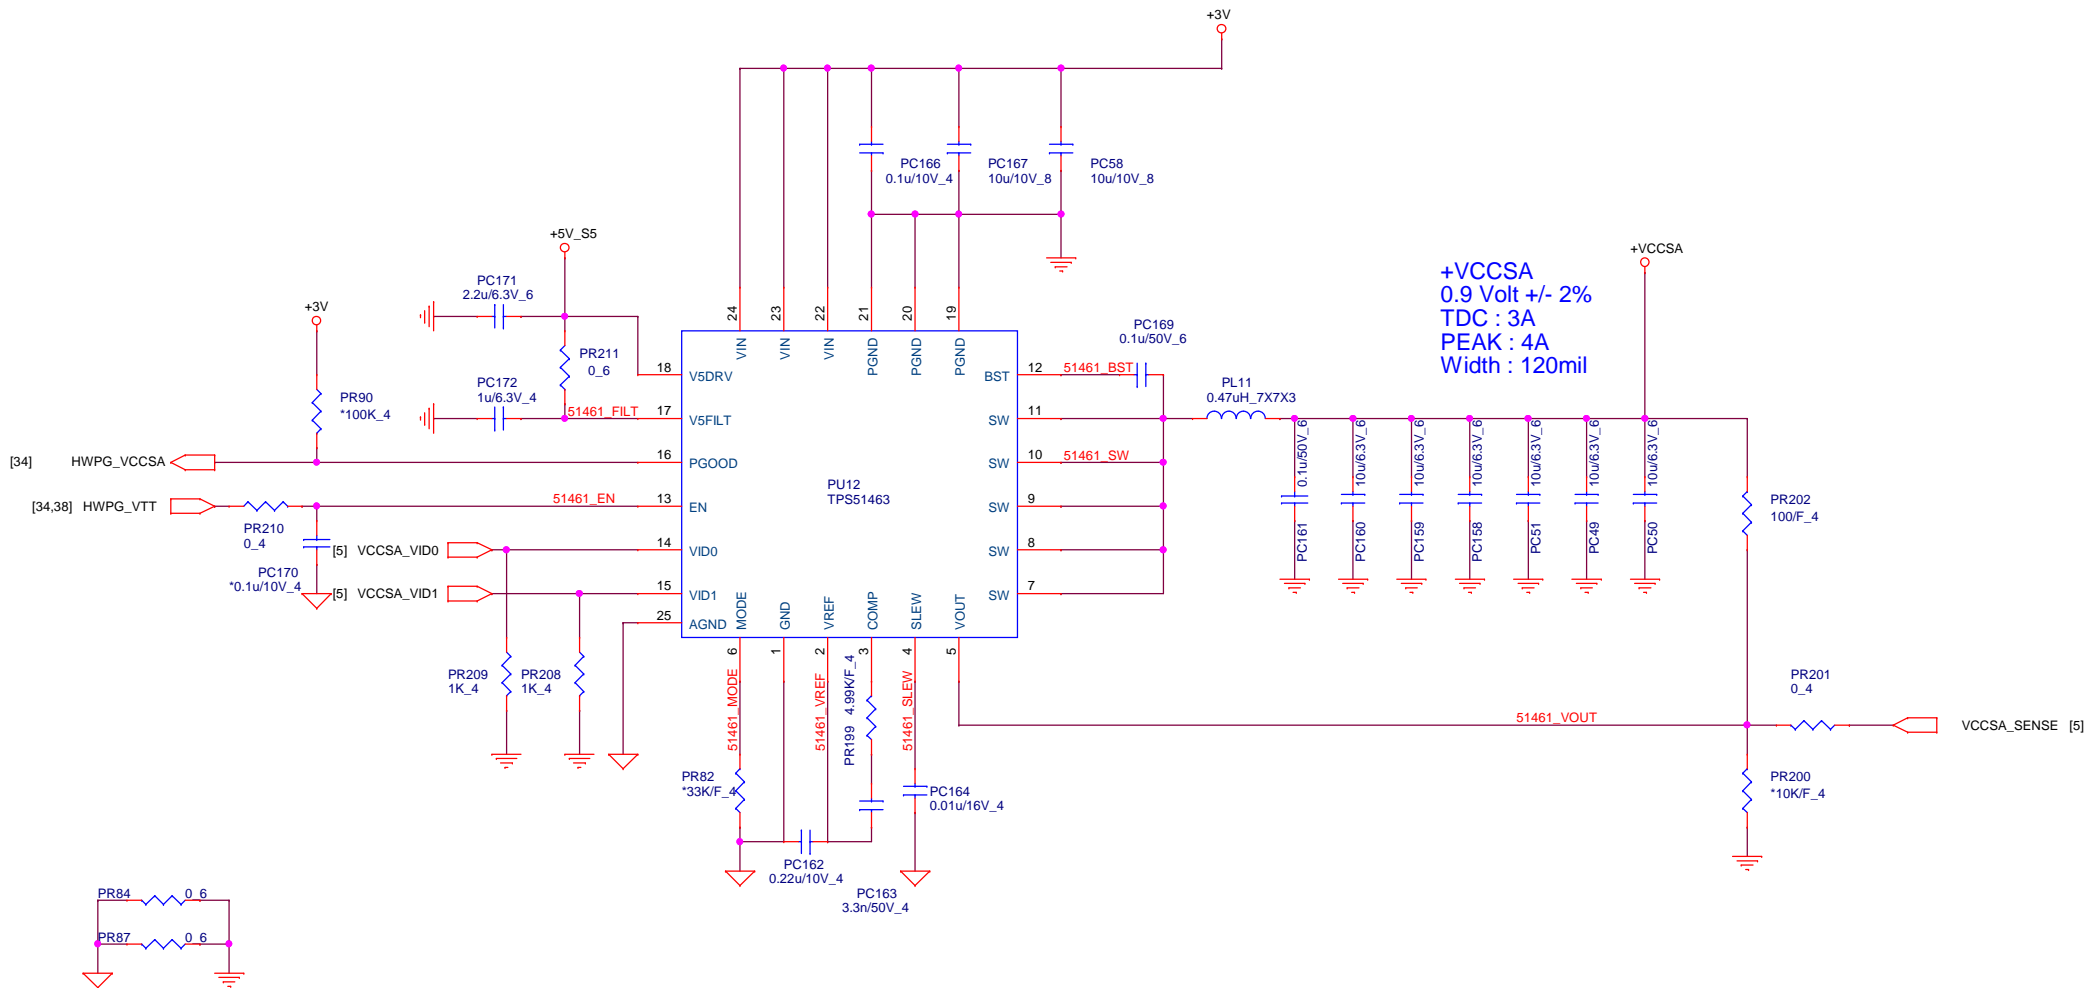 +3V
PC166
0.1u/10V_4
PC167
10u/10V_8
PC58
10u/10V_8
+5V_S5
PC171
2.2u/6.3V_6
+3V
PR211
0_6
PC172
1u/6.3V_4
51461_FILT
PR90
*100K_4
[34] HWPG_VCCSA
[34,38] HWPG_VTT
51461_EN
PR210
0_4
PC170
*0.1u/10V_4
[5] VCCSA_VID0
[5] VCCSA_VID1
PR209
1K_4
PR208
1K_4
24 23 22 21 20 19
VIN VIN VIN PGND PGND PGND
18 V5DRV
17 V5FILT
16 PGOOD
13 EN
14 VID0
15 VID1
25 AGND
PU12
TPS51463
BST 12
SW 11
SW 10
SW 9
SW 8
SW 7
MODE GND VREF COMP SLEW VOUT
6 1 2 3 4 5
51461_BST
PC169
0.1u/50V_6
51461_SW
PL11
0.47uH_7X7X3
+VCCSA
0.9 Volt +/- 2%
TDC : 3A
PEAK : 4A
Width : 120mil
+VCCSA
PC161 0.1u/50V_6
PC160 10u/6.3V_6
PC159 10u/6.3V_6
PC158 10u/6.3V_6
PC51 10u/6.3V_6
PC49 10u/6.3V_6
PC50 10u/6.3V_6
PR202
100/F_4
PR201
0_4
51461_VOUT
VCCSA_SENSE [5]
PR200
*10K/F_4
51461_MODE
51461_VREF
PR199 4.99K/F_4
51461_SLEW
PR82
*33K/F_4
PC164
0.01u/16V_4
PC162
0.22u/10V_4
PC163
3.3n/50V_4
PR84 0_6
PR87 0_6